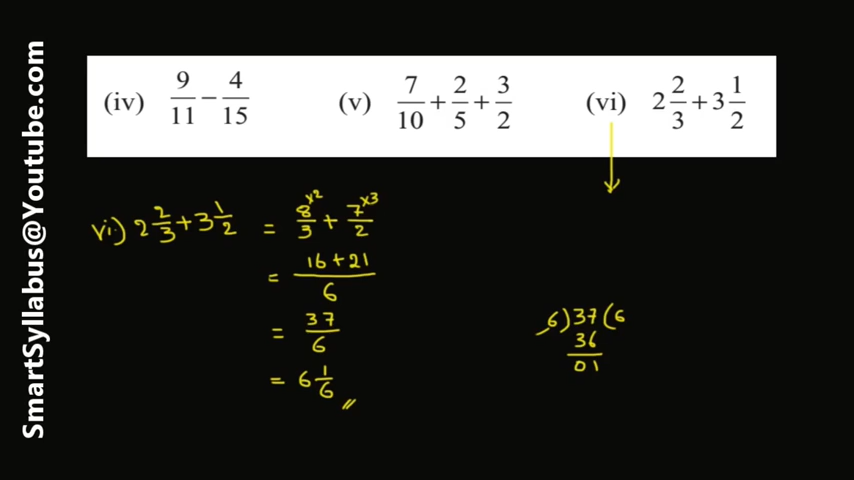 SmartSyllabus@Youtube.com
(iv) 9/11 − 4/15 (v) 7/10 + 2/5 + 3/2 (vi) 2 2/3 + 3 1/2
vi.) 2 2/3 + 3 1/2 = 8×2/3 + 7×3/2
= 16 + 21/6
= 37/6
= 6 1/6 //
6) 37 (6
36
01